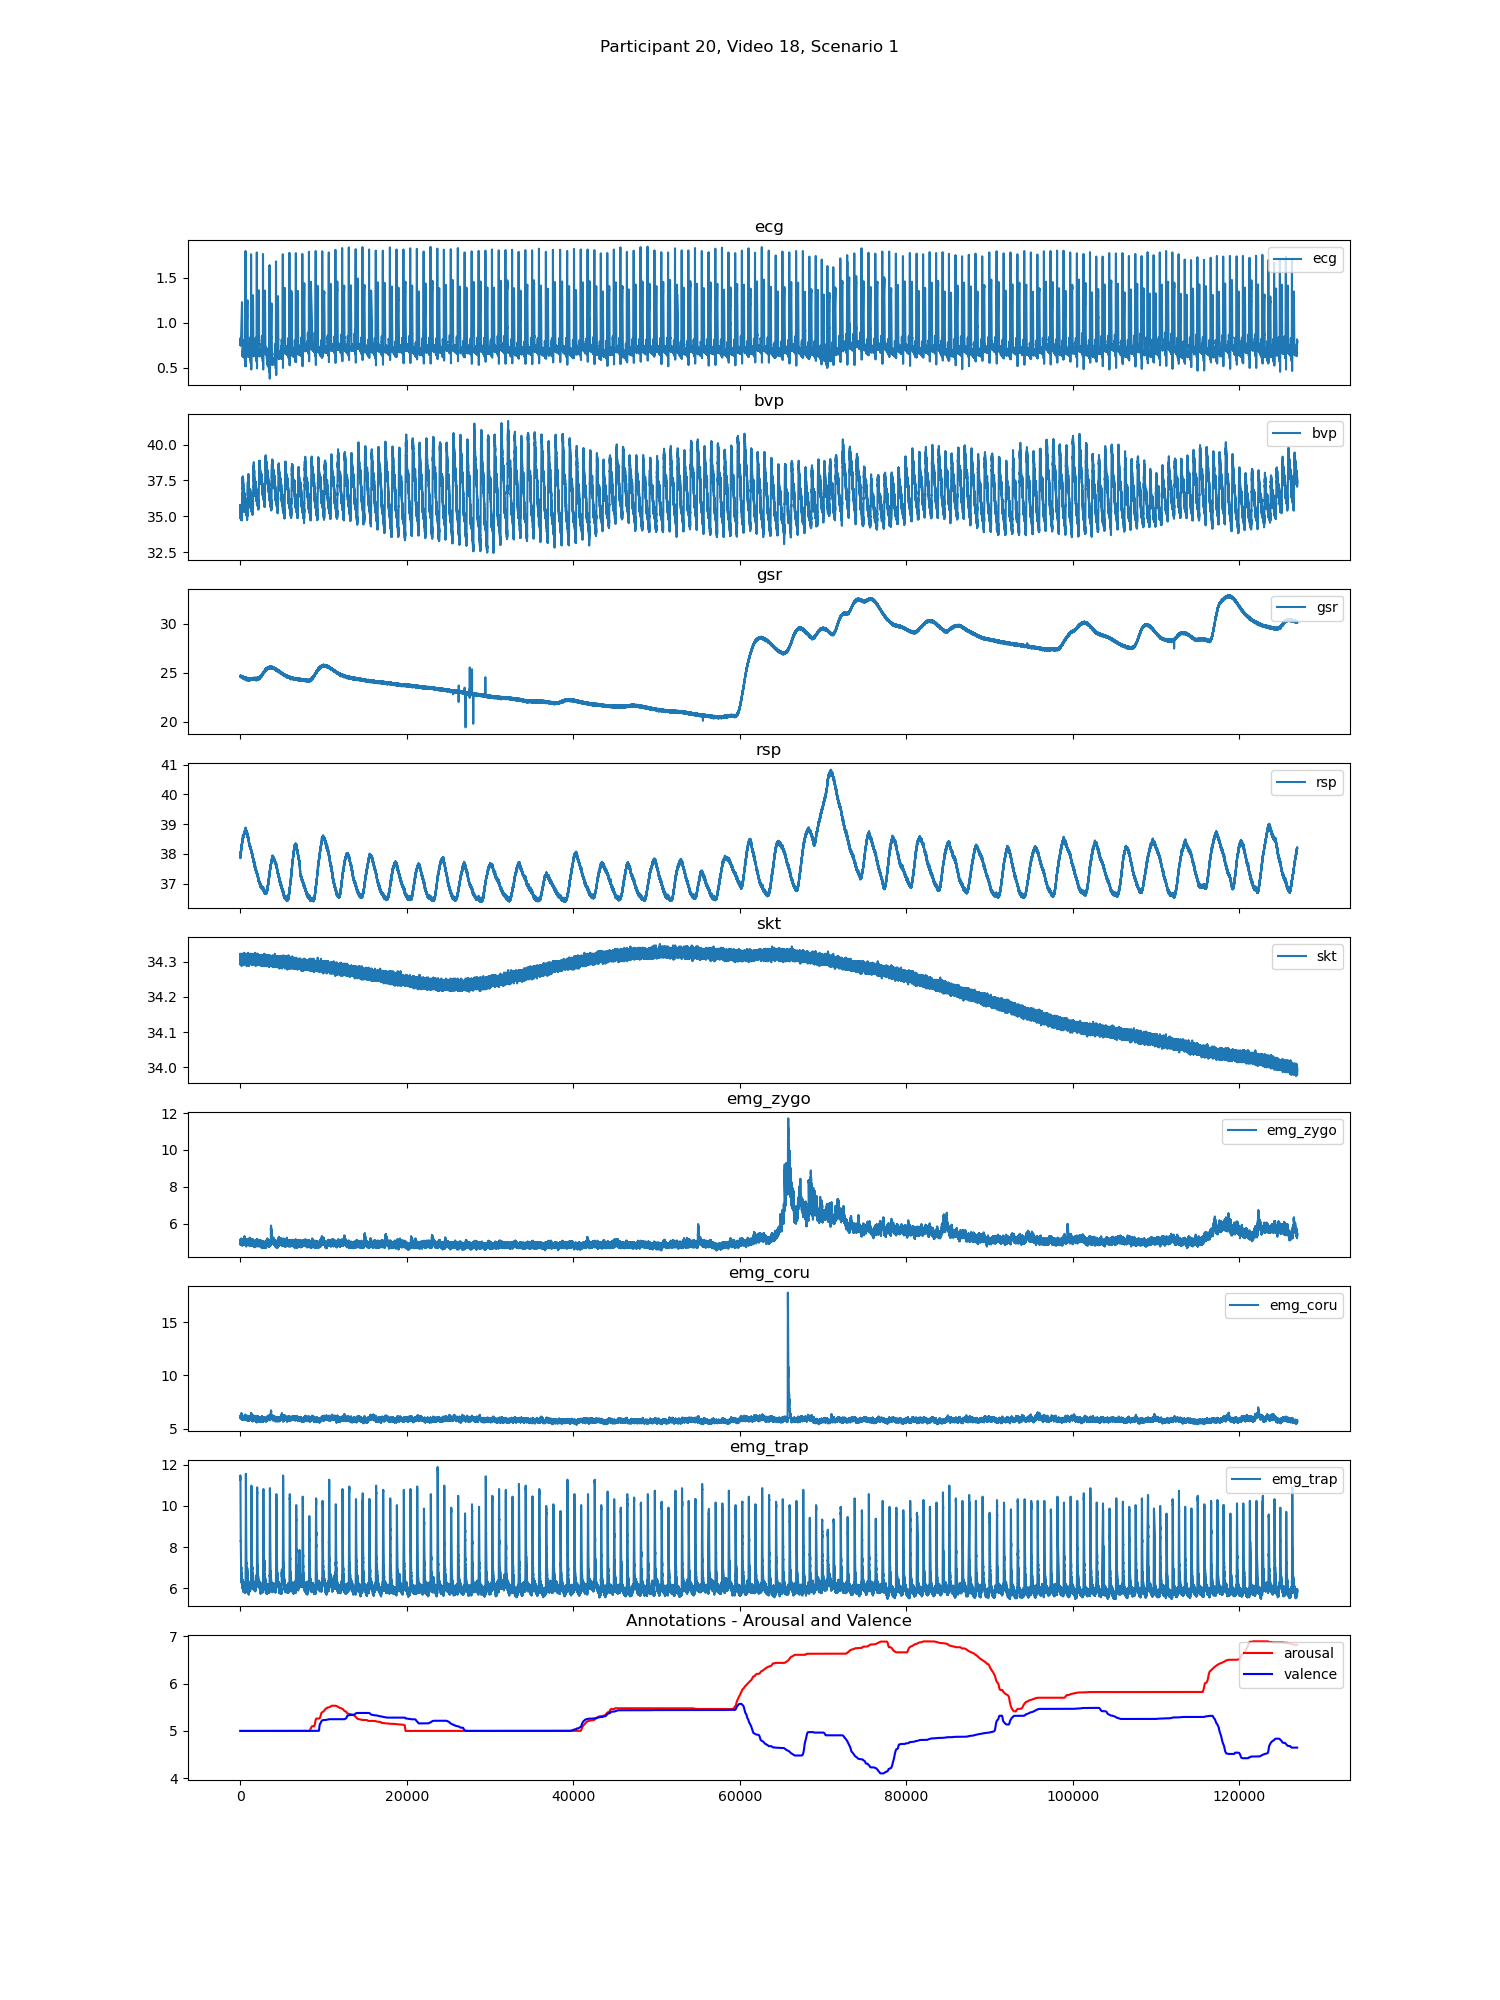 Participant 20, Video 18, Scenario 1
ecg
ecg
1.5
1.0
0.5
bvp
bvp
40.0
37.5
35.0
32.5
gsr
gsr
30
25
20
rsp
rsp
41
40
39
38
37
skt
skt
34.3
34.2
34.1
34.0
emg_zygo
emg_zygo
12
10
8
6
emg_coru
emg_coru
15
10
5
emg_trap
emg_trap
12
10
8
6
Annotations - Arousal and Valence
arousal
valence
7
6
5
4
0 20000 40000 60000 80000 100000 120000